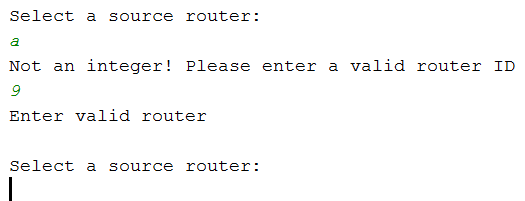 Select a source router:
a
Not an integer! Please enter a valid router ID
9
Enter valid router
Select a source router: